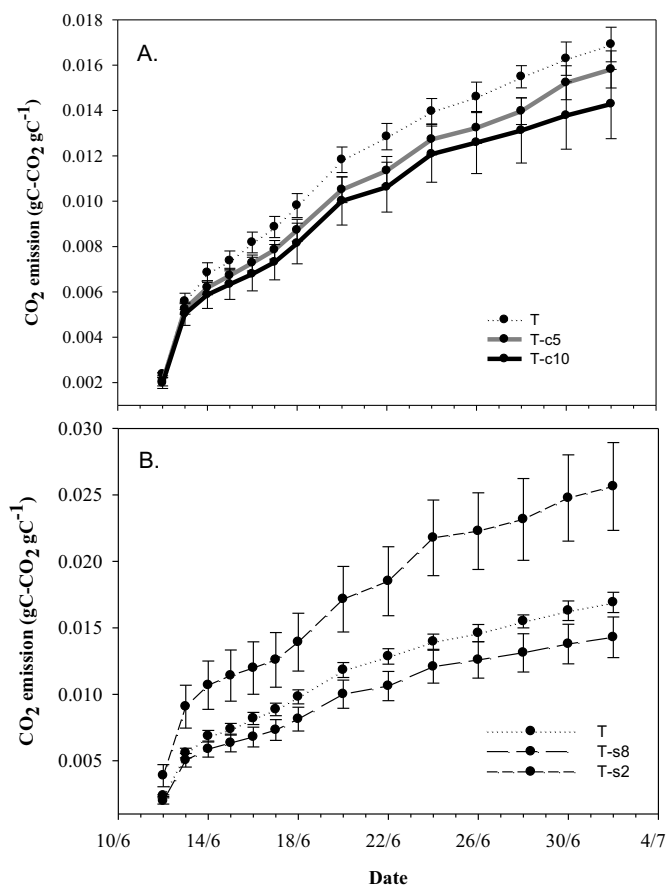 A.
CO2 emission (gC-CO2 gC-1)
0.018
0.016
0.014
0.012
0.010
0.008
0.006
0.004
0.002
T
T-c5
T-c10
B.
CO2 emission (gC-CO2 gC-1)
0.030
0.025
0.020
0.015
0.010
0.005
T
T-s8
T-s2
10/6 14/6 18/6 22/6 26/6 30/6 4/7
Date